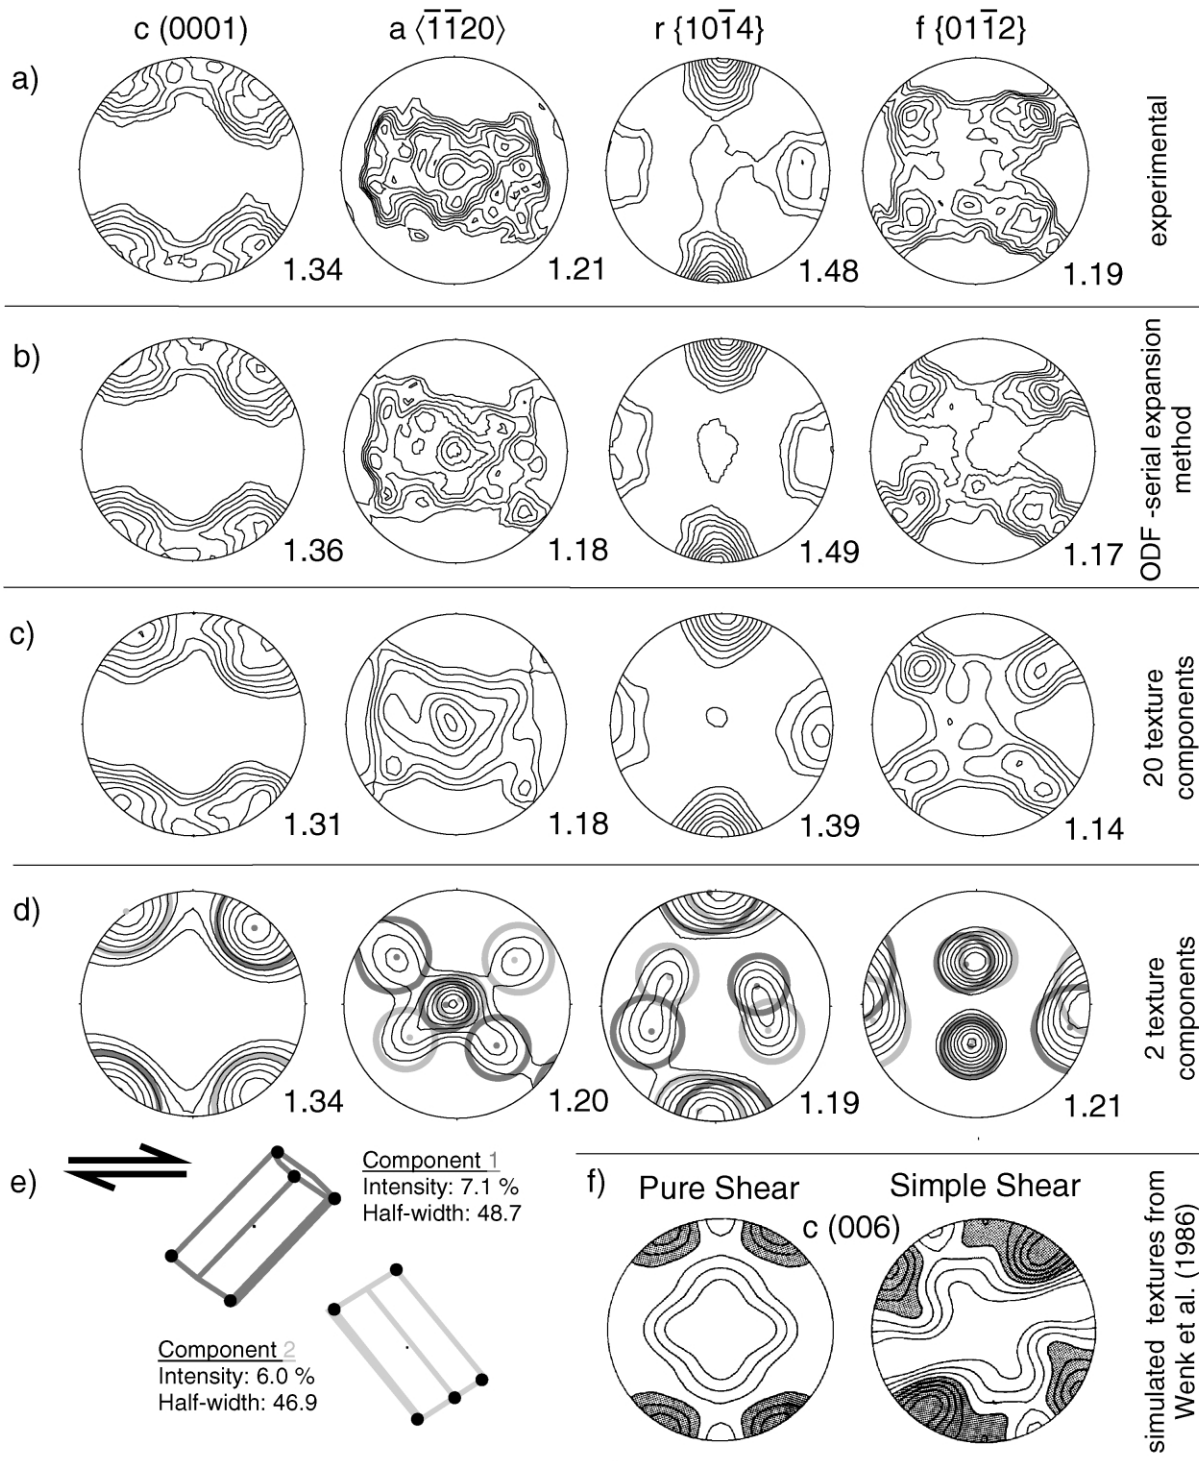 c (0001)
a ⟨1̅1̅20⟩
r {101̅4}
f {011̅2}
a)
1.34
1.21
1.48
1.19
experimental
b)
1.36
1.18
1.49
1.17
ODF -serial expansion
method
c)
1.31
1.18
1.39
1.14
20 texture
components
d)
1.34
1.20
1.19
1.21
2 texture
components
e)
Component 1
Intensity: 7.1 %
Half-width: 48.7
Component 2
Intensity: 6.0 %
Half-width: 46.9
f)
Pure Shear
Simple Shear
c (006)
simulated textures from
Wenk et al. (1986)